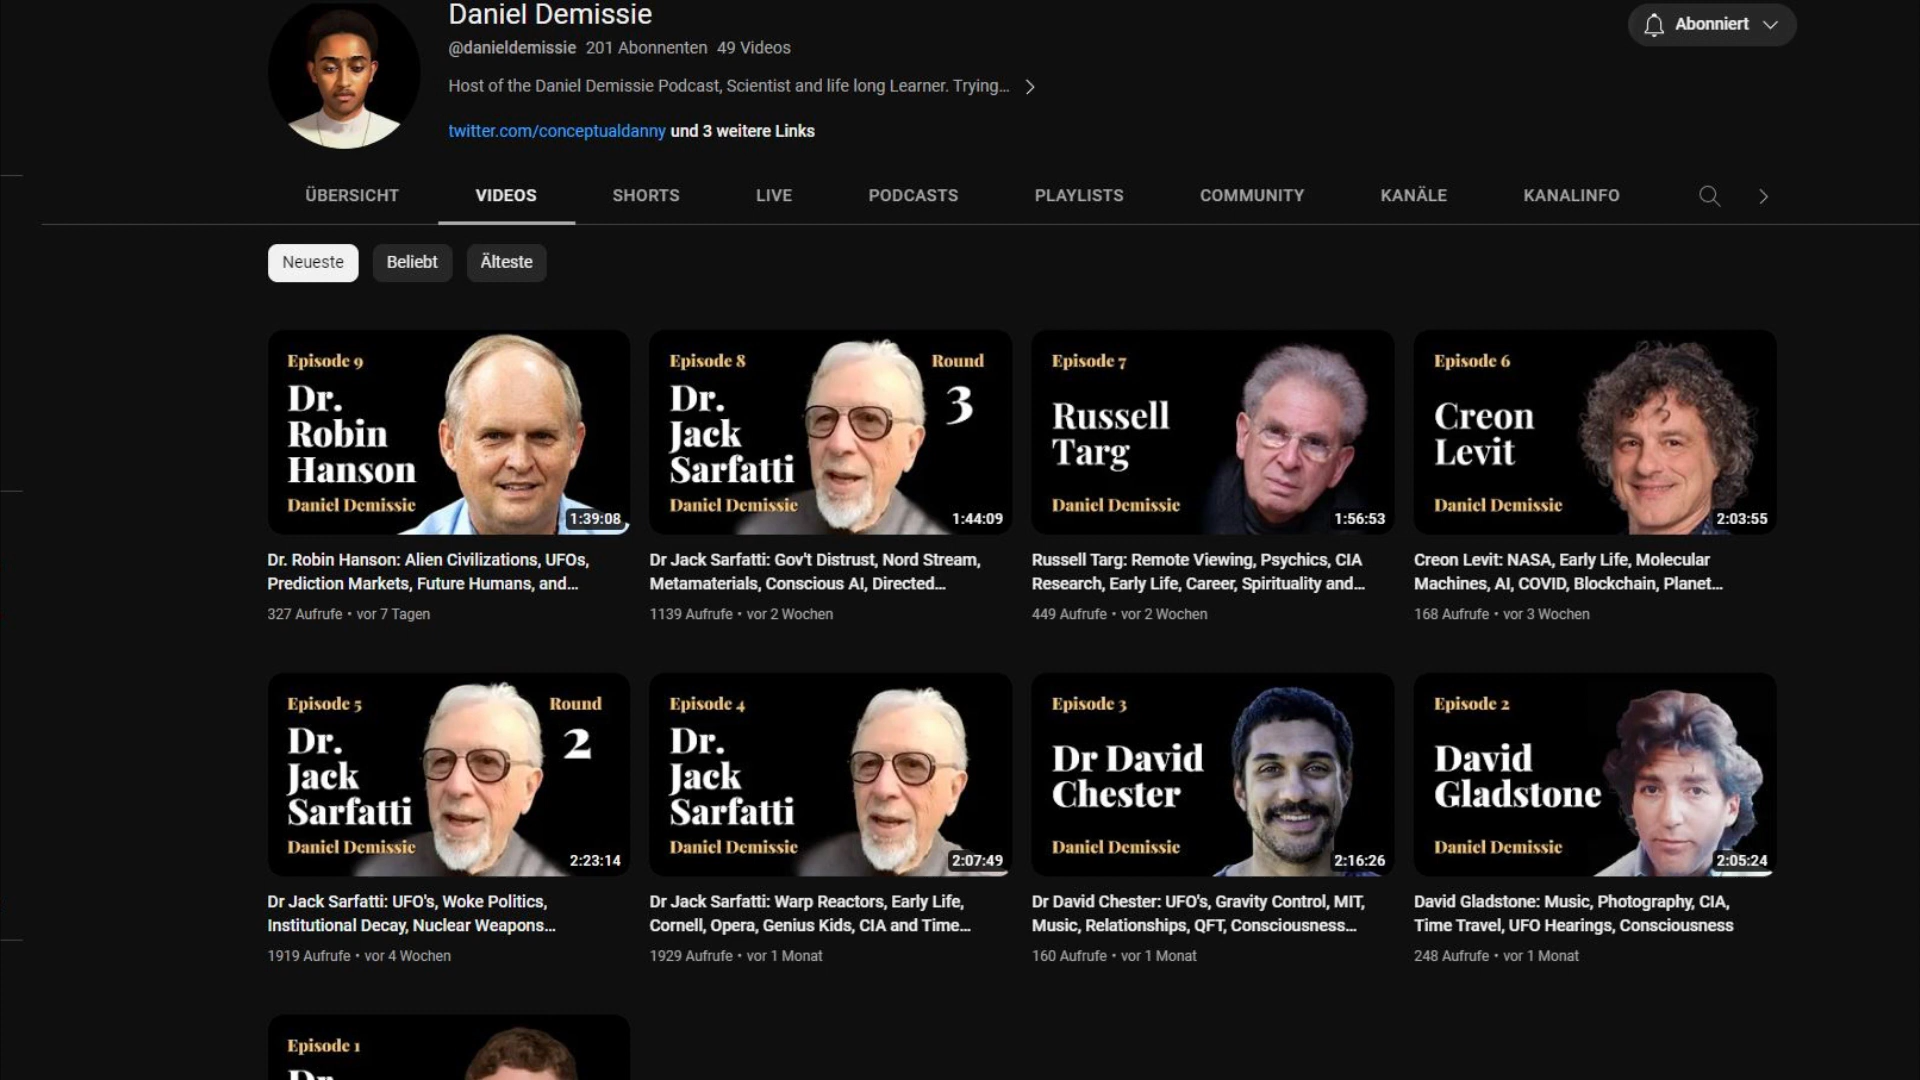 Daniel Demissie
@danieldemissie 201 Abonnenten 49 Videos
Abonniert
Host of the Daniel Demissie Podcast, Scientist and life long Learner. Trying...
twitter.com/conceptualdanny und 3 weitere Links
ÜBERSICHT VIDEOS SHORTS LIVE PODCASTS PLAYLISTS COMMUNITY KANÄLE KANALINFO
Neueste Beliebt Älteste
Episode 9
Dr.
Robin
Hanson
Daniel Demissie
1:39:08
Dr. Robin Hanson: Alien Civilizations, UFOs,
Prediction Markets, Future Humans, and...
327 Aufrufe • vor 7 Tagen
Episode 8
Round
3
Dr.
Jack
Sarfatti
Daniel Demissie
1:44:09
Dr Jack Sarfatti: Gov't Distrust, Nord Stream,
Metamaterials, Conscious AI, Directed...
1139 Aufrufe • vor 2 Wochen
Episode 7
Russell
Targ
Daniel Demissie
1:56:53
Russell Targ: Remote Viewing, Psychics, CIA
Research, Early Life, Career, Spirituality and...
449 Aufrufe • vor 2 Wochen
Episode 6
Creon
Levit
Daniel Demissie
2:03:55
Creon Levit: NASA, Early Life, Molecular
Machines, AI, COVID, Blockchain, Planet...
168 Aufrufe • vor 3 Wochen
Episode 5
Round
2
Dr.
Jack
Sarfatti
Daniel Demissie
2:23:14
Dr Jack Sarfatti: UFO's, Woke Politics,
Institutional Decay, Nuclear Weapons...
1919 Aufrufe • vor 4 Wochen
Episode 4
Dr.
Jack
Sarfatti
Daniel Demissie
2:07:49
Dr Jack Sarfatti: Warp Reactors, Early Life,
Cornell, Opera, Genius Kids, CIA and Time...
1929 Aufrufe • vor 1 Monat
Episode 3
Dr David
Chester
Daniel Demissie
2:16:26
Dr David Chester: UFO's, Gravity Control, MIT,
Music, Relationships, QFT, Consciousness...
160 Aufrufe • vor 1 Monat
Episode 2
David
Gladstone
Daniel Demissie
2:05:24
David Gladstone: Music, Photography, CIA,
Time Travel, UFO Hearings, Consciousness
248 Aufrufe • vor 1 Monat
Episode 1
Dr